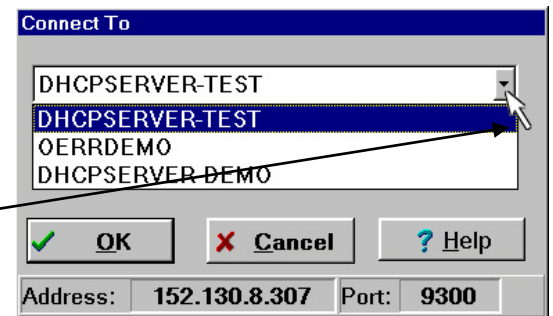 Connect To
DHCPSERVER-TEST
DHCPSERVER-TEST
OERRDEMO
DHCPSERVER-DEMO
OK Cancel ? Help
Address: 152.130.8.307 Port: 9300